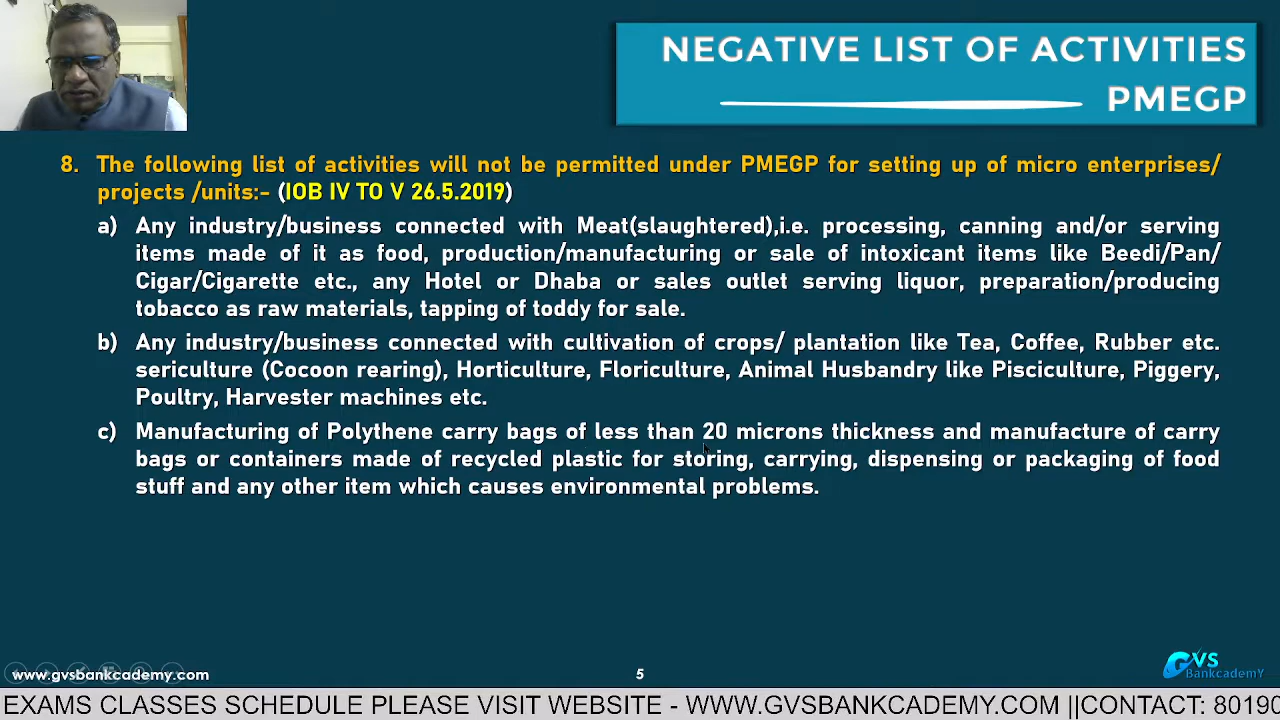 NEGATIVE LIST OF ACTIVITIES
PMEGP
8. The following list of activities will not be permitted under PMEGP for setting up of micro enterprises/
projects /units:- (IOB IV TO V 26.5.2019)
a) Any industry/business connected with Meat(slaughtered),i.e. processing, canning and/or serving
items made of it as food, production/manufacturing or sale of intoxicant items like Beedi/Pan/
Cigar/Cigarette etc., any Hotel or Dhaba or sales outlet serving liquor, preparation/producing
tobacco as raw materials, tapping of toddy for sale.
b) Any industry/business connected with cultivation of crops/ plantation like Tea, Coffee, Rubber etc.
sericulture (Cocoon rearing), Horticulture, Floriculture, Animal Husbandry like Pisciculture, Piggery,
Poultry, Harvester machines etc.
c) Manufacturing of Polythene carry bags of less than 20 microns thickness and manufacture of carry
bags or containers made of recycled plastic for storing, carrying, dispensing or packaging of food
stuff and any other item which causes environmental problems.
www.gvsbankcademy.com
5
GVS
BankcademY
EXAMS CLASSES SCHEDULE PLEASE VISIT WEBSITE - WWW.GVSBANKCADEMY.COM ||CONTACT: 80190